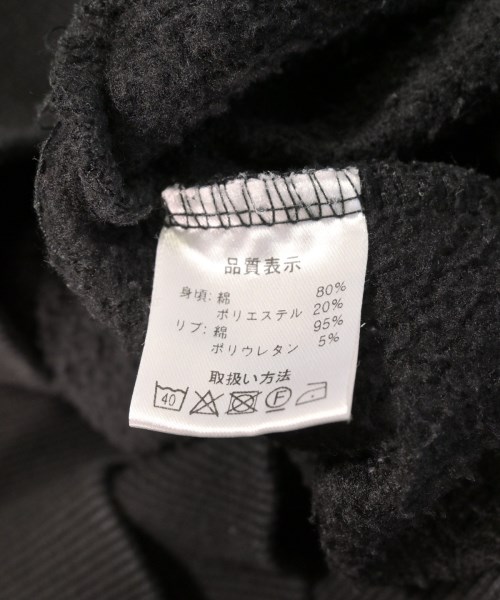 品質表示
身頃: 綿 80%
ポリエステル 20%
リブ: 綿 95%
ポリウレタン 5%
取扱い方法
40 F